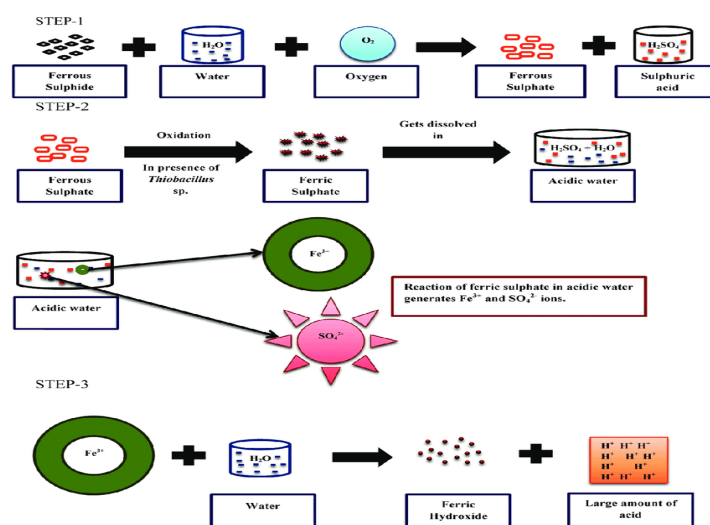 STEP-1
H₂O
O₂
H₂SO₄
Ferrous
Sulphide
Water
Oxygen
Ferrous
Sulphate
Sulphuric
acid
STEP-2
Oxidation
In presence of
Thiobacillus
sp.
Gets dissolved
in
H₂SO₄ + H₂O
Ferrous
Sulphate
Ferric
Sulphate
Acidic water
Fe³⁺
Acidic water
Reaction of ferric sulphate in acidic water
generates Fe³⁺ and SO₄²⁻ ions.
SO₄²⁻
STEP-3
Fe³⁺
H₂O
H⁺ H⁺ H⁺
H⁺ H⁺ H⁺
H⁺ H⁺
H⁺ H⁺ H⁺
Water
Ferric
Hydroxide
Large amount of
acid